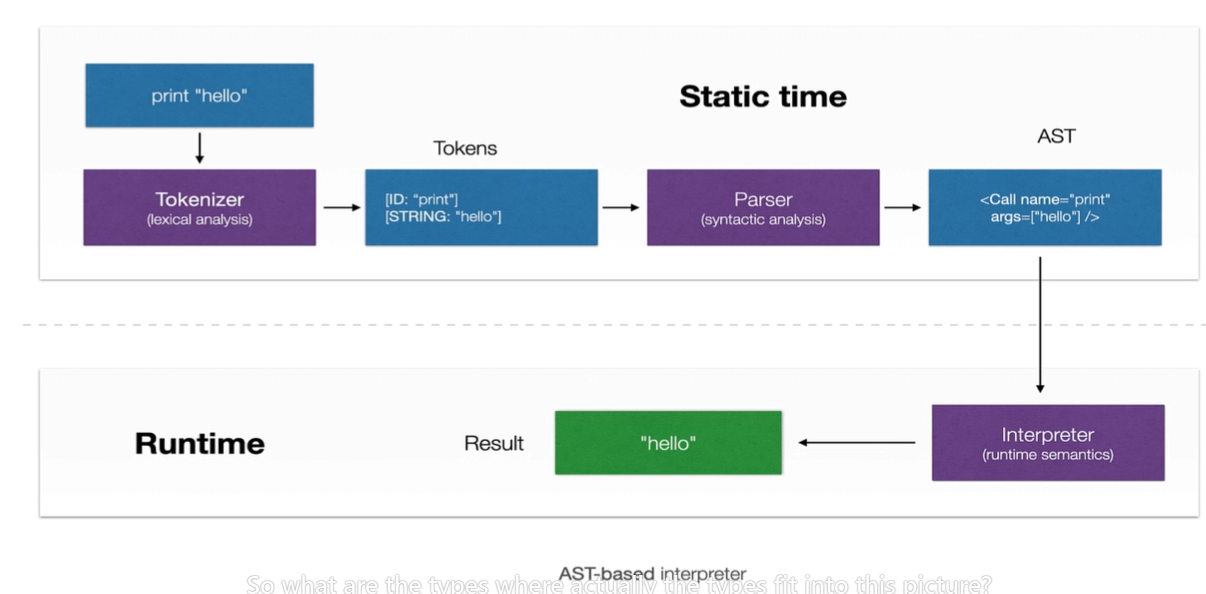 print "hello"
Static time
Tokens
AST
Tokenizer
(lexical analysis)
[ID: "print"]
[STRING: "hello"]
Parser
(syntactic analysis)
<Call name="print"
args=["hello"] />
Runtime
Result
"hello"
Interpreter
(runtime semantics)
AST-based interpreter
So what are the types where actually the types fit into this picture?